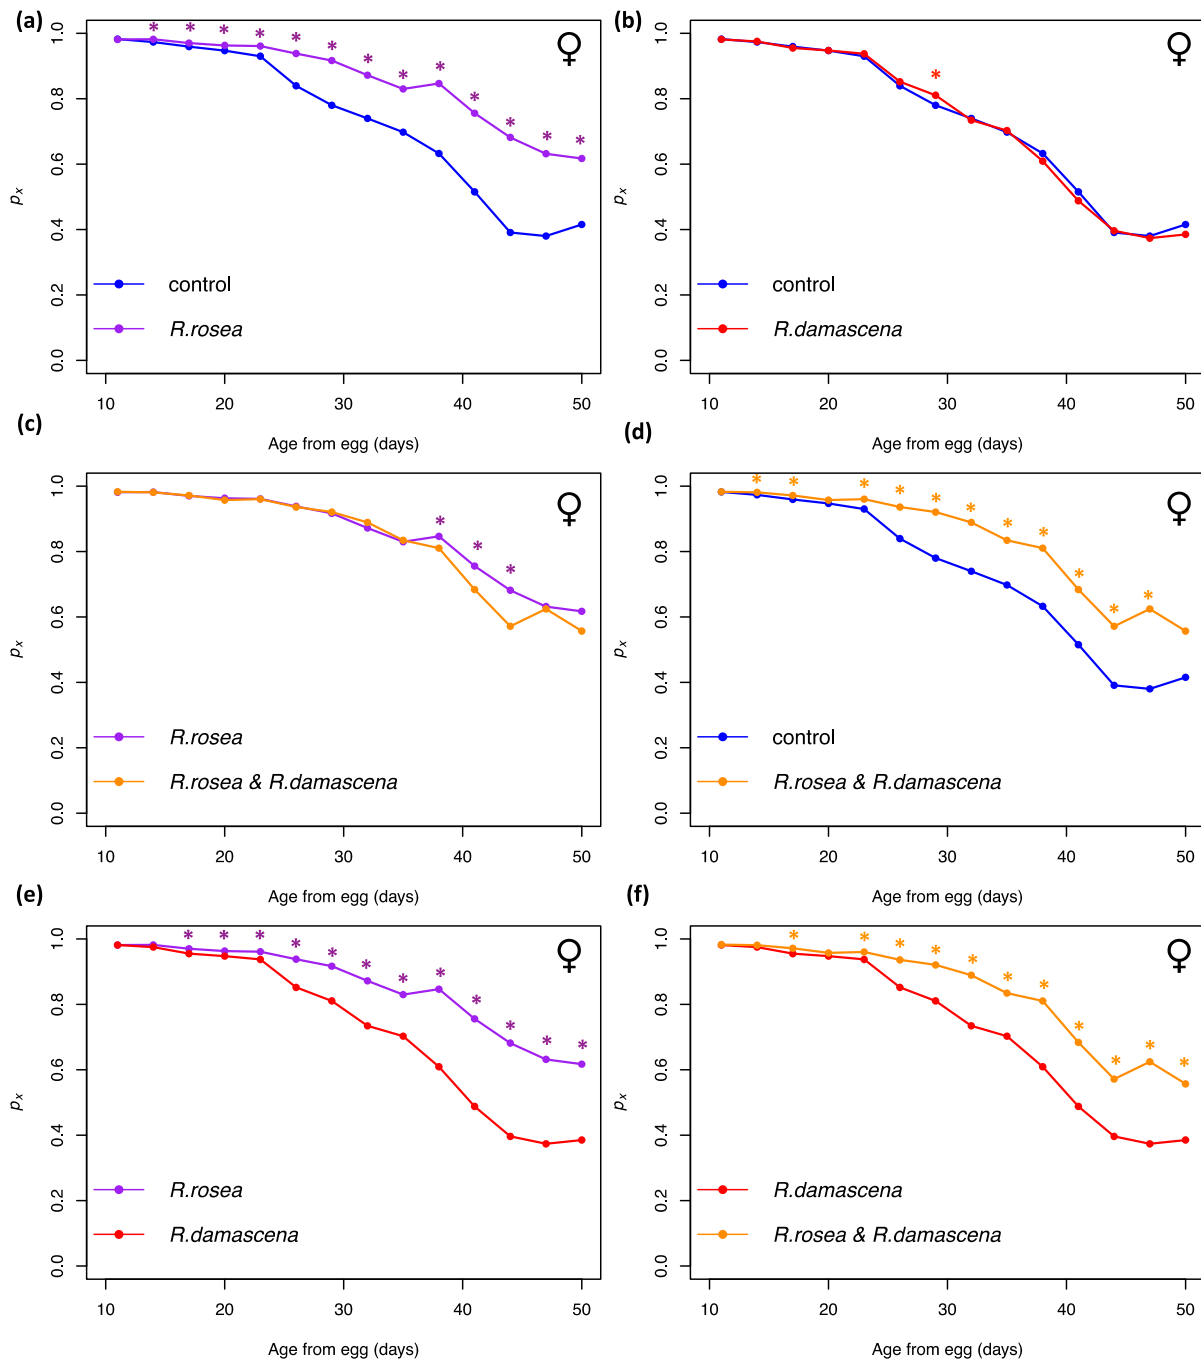 (a)
1.0
0.8
0.6
0.4
0.2
0.0
p_x
* * * * * * * * * * * * *
♀
control
R.rosea
10 20 30 40 50
Age from egg (days)
(b)
1.0
0.8
0.6
0.4
0.2
0.0
*
♀
control
R.damascena
10 20 30 40 50
Age from egg (days)
(c)
1.0
0.8
0.6
0.4
0.2
0.0
p_x
* * *
♀
R.rosea
R.rosea & R.damascena
10 20 30 40 50
Age from egg (days)
(d)
1.0
0.8
0.6
0.4
0.2
0.0
p_x
* * * * * * * * * * *
♀
control
R.rosea & R.damascena
10 20 30 40 50
Age from egg (days)
(e)
1.0
0.8
0.6
0.4
0.2
0.0
p_x
* * * * * * * * * * * *
♀
R.rosea
R.damascena
10 20 30 40 50
Age from egg (days)
(f)
1.0
0.8
0.6
0.4
0.2
0.0
p_x
* * * * * * * * * * *
♀
R.damascena
R.rosea & R.damascena
10 20 30 40 50
Age from egg (days)
p_x